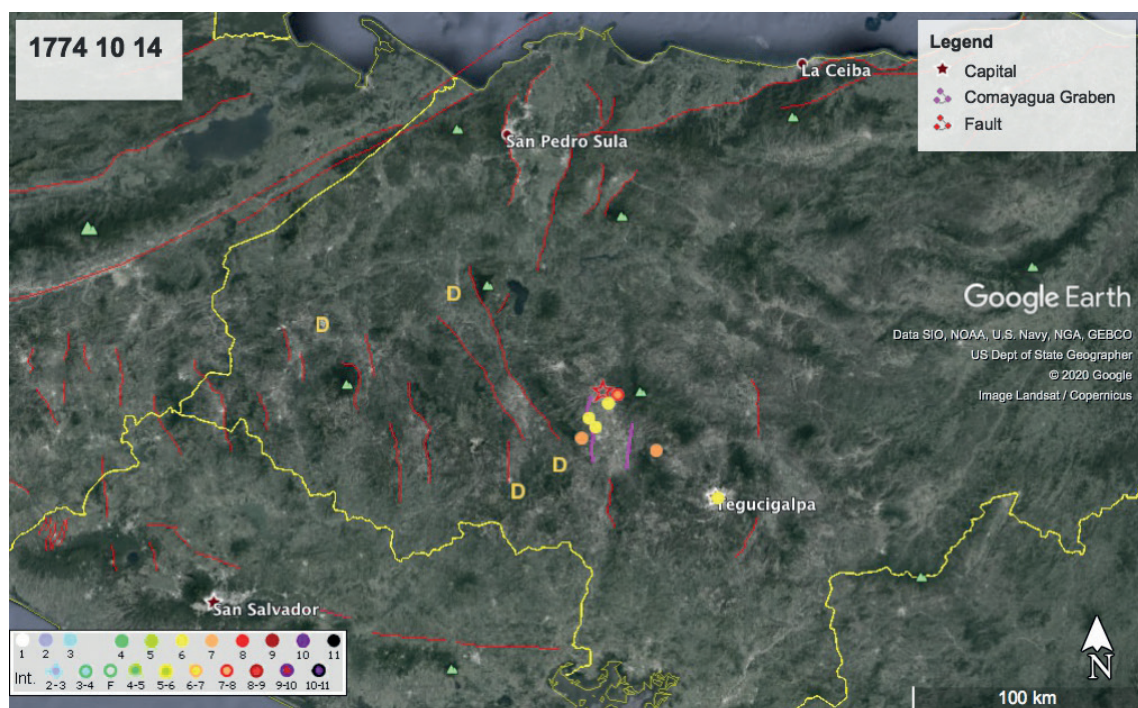 1774 10 14
Legend
Capital
Comayagua Graben
Fault
La Ceiba
San Pedro Sula
Google Earth
Data SIO, NOAA, U.S. Navy, NGA, GEBCO
US Dept of State Geographer
© 2020 Google
Image Landsat / Copernicus
D
D
D
D
Tegucigalpa
San Salvador
1 2 3 4 5 6 7 8 9 10 11
Int. 2-3 3-4 F 4-5 5-6 6-7 7-8 8-9 9-10 10-11
N
100 km